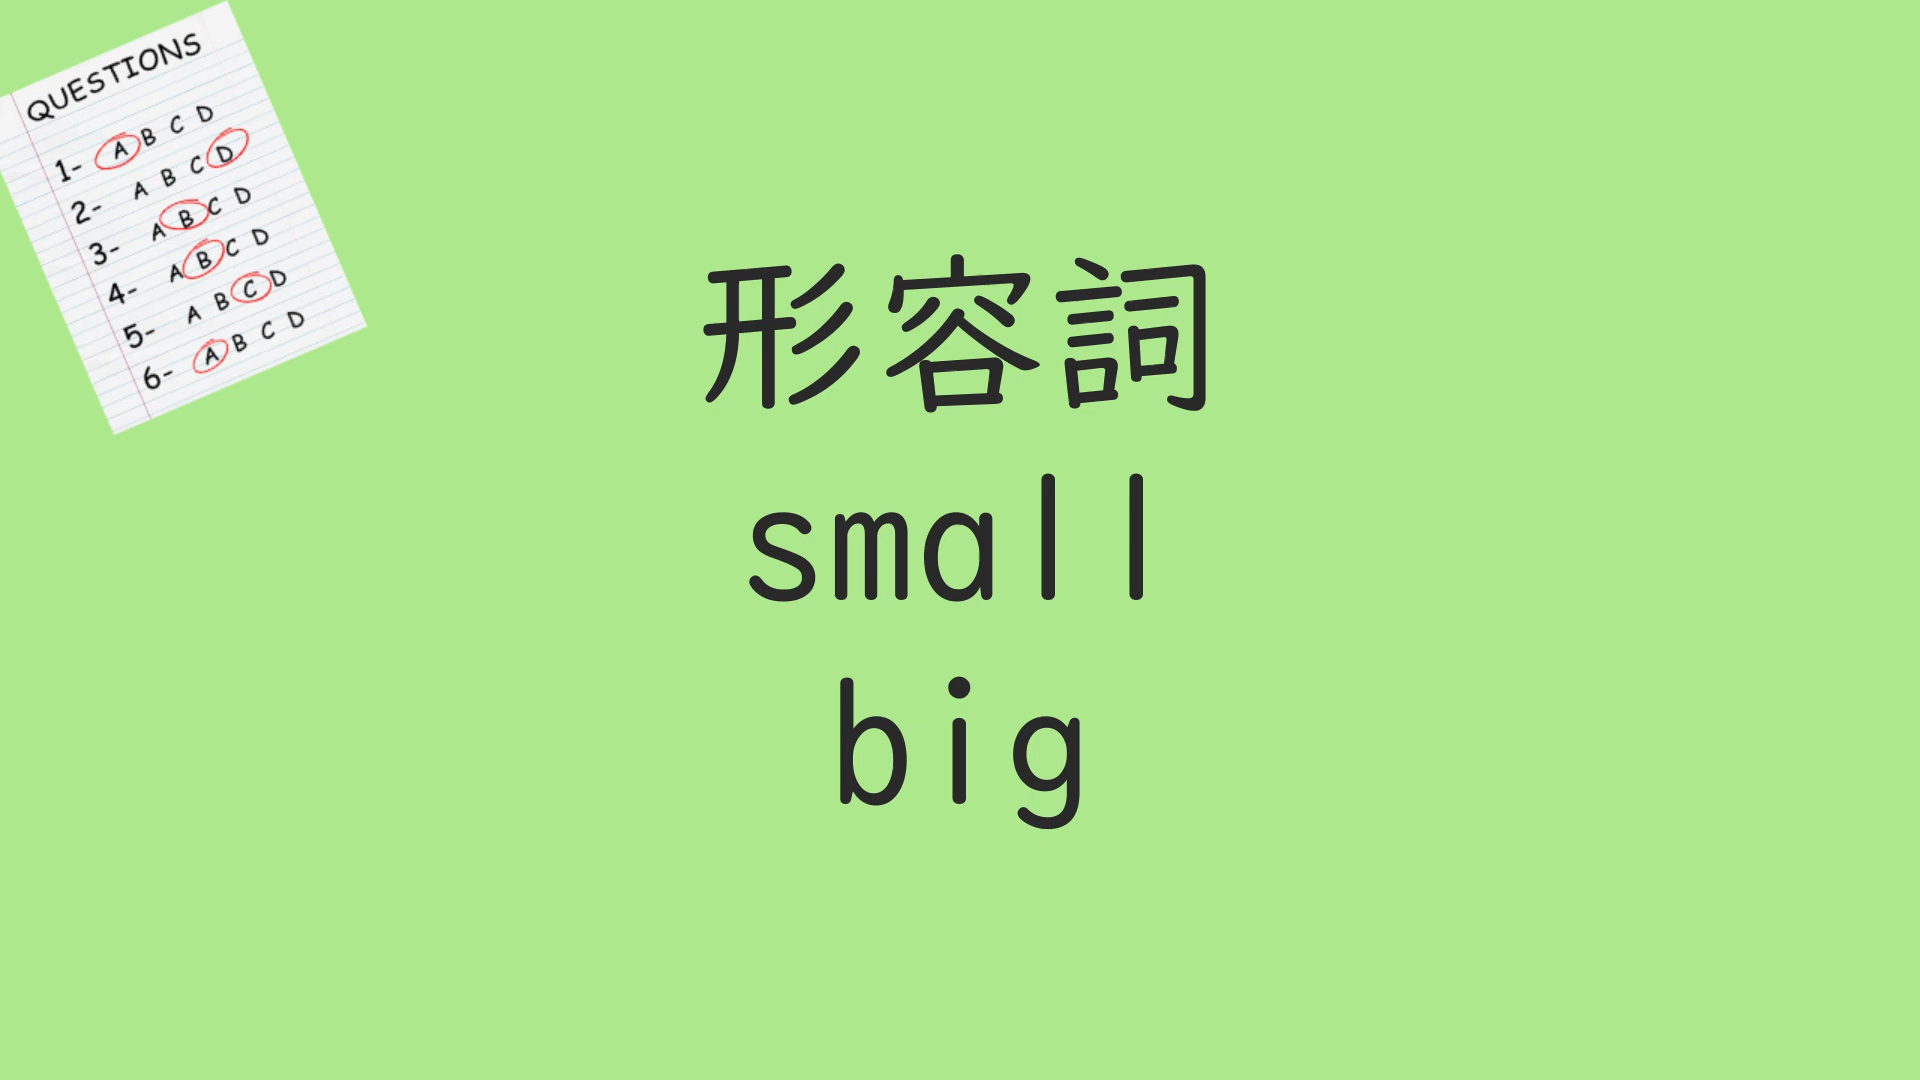 QUESTIONS
1- A B C D
2- A B C D
3- A B C D
4- A B C D
5- A B C D
6- A B C D
形容詞
small
big